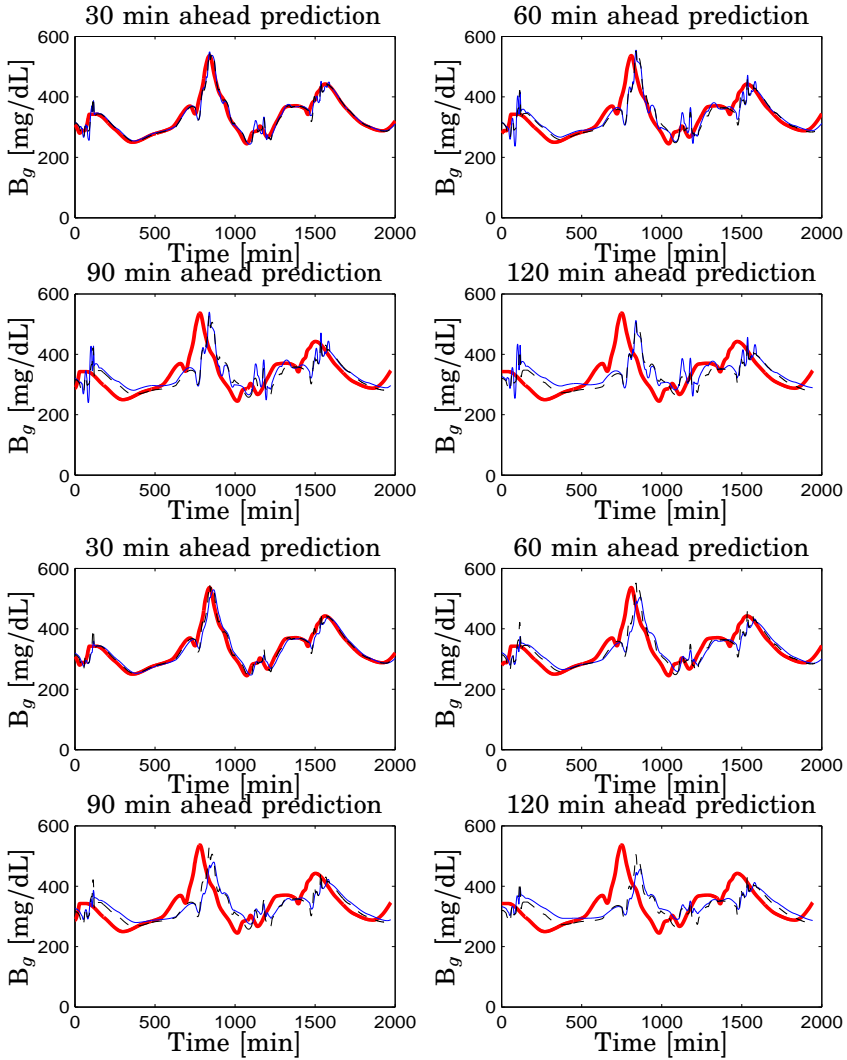 30 min ahead prediction
600
400
200
0
B_g [mg/dL]
0 500 1000 1500 2000
Time [min]
60 min ahead prediction
600
400
200
0
B_g [mg/dL]
0 500 1000 1500 2000
Time [min]
90 min ahead prediction
600
400
200
0
B_g [mg/dL]
0 500 1000 1500 2000
Time [min]
120 min ahead prediction
600
400
200
0
B_g [mg/dL]
0 500 1000 1500 2000
Time [min]
30 min ahead prediction
600
400
200
0
B_g [mg/dL]
0 500 1000 1500 2000
Time [min]
60 min ahead prediction
600
400
200
0
B_g [mg/dL]
0 500 1000 1500 2000
Time [min]
90 min ahead prediction
600
400
200
0
B_g [mg/dL]
0 500 1000 1500 2000
Time [min]
120 min ahead prediction
600
400
200
0
B_g [mg/dL]
0 500 1000 1500 2000
Time [min]